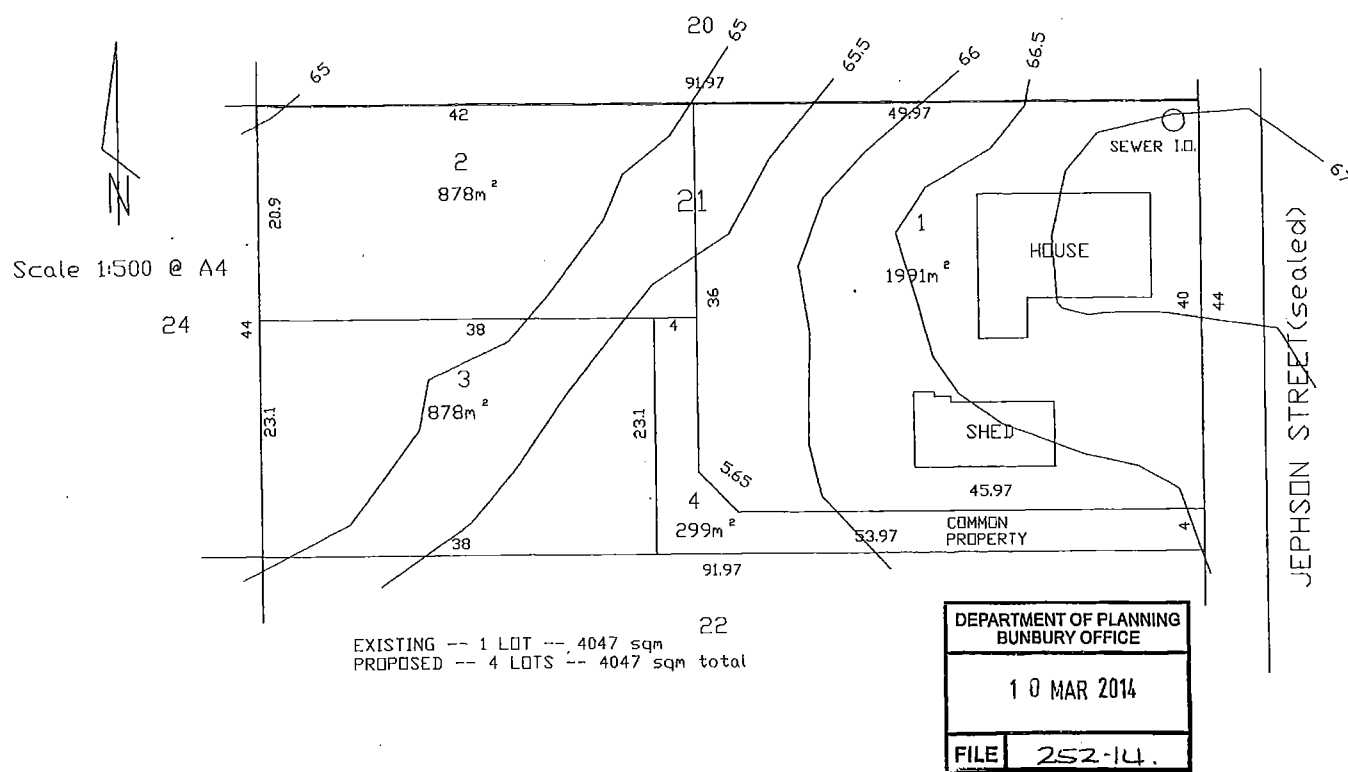 20
65
65
65.5
66
66.5
67
91.97
42
49.97
SEWER I.O.
2
878m²
21
1
1991m²
HOUSE
20.9
N
Scale 1:500 @ A4
24
44
38
4
36
40
44
JEPHSON STREET(sealed)
3
878m²
23.1
23.1
SHED
5.65
45.97
4
299m²
COMMON
PROPERTY
4
38
53.97
91.97
22
EXISTING -- 1 LOT -- 4047 sqm
PROPOSED -- 4 LOTS -- 4047 sqm total
DEPARTMENT OF PLANNING
BUNBURY OFFICE
10 MAR 2014
FILE 252-14.